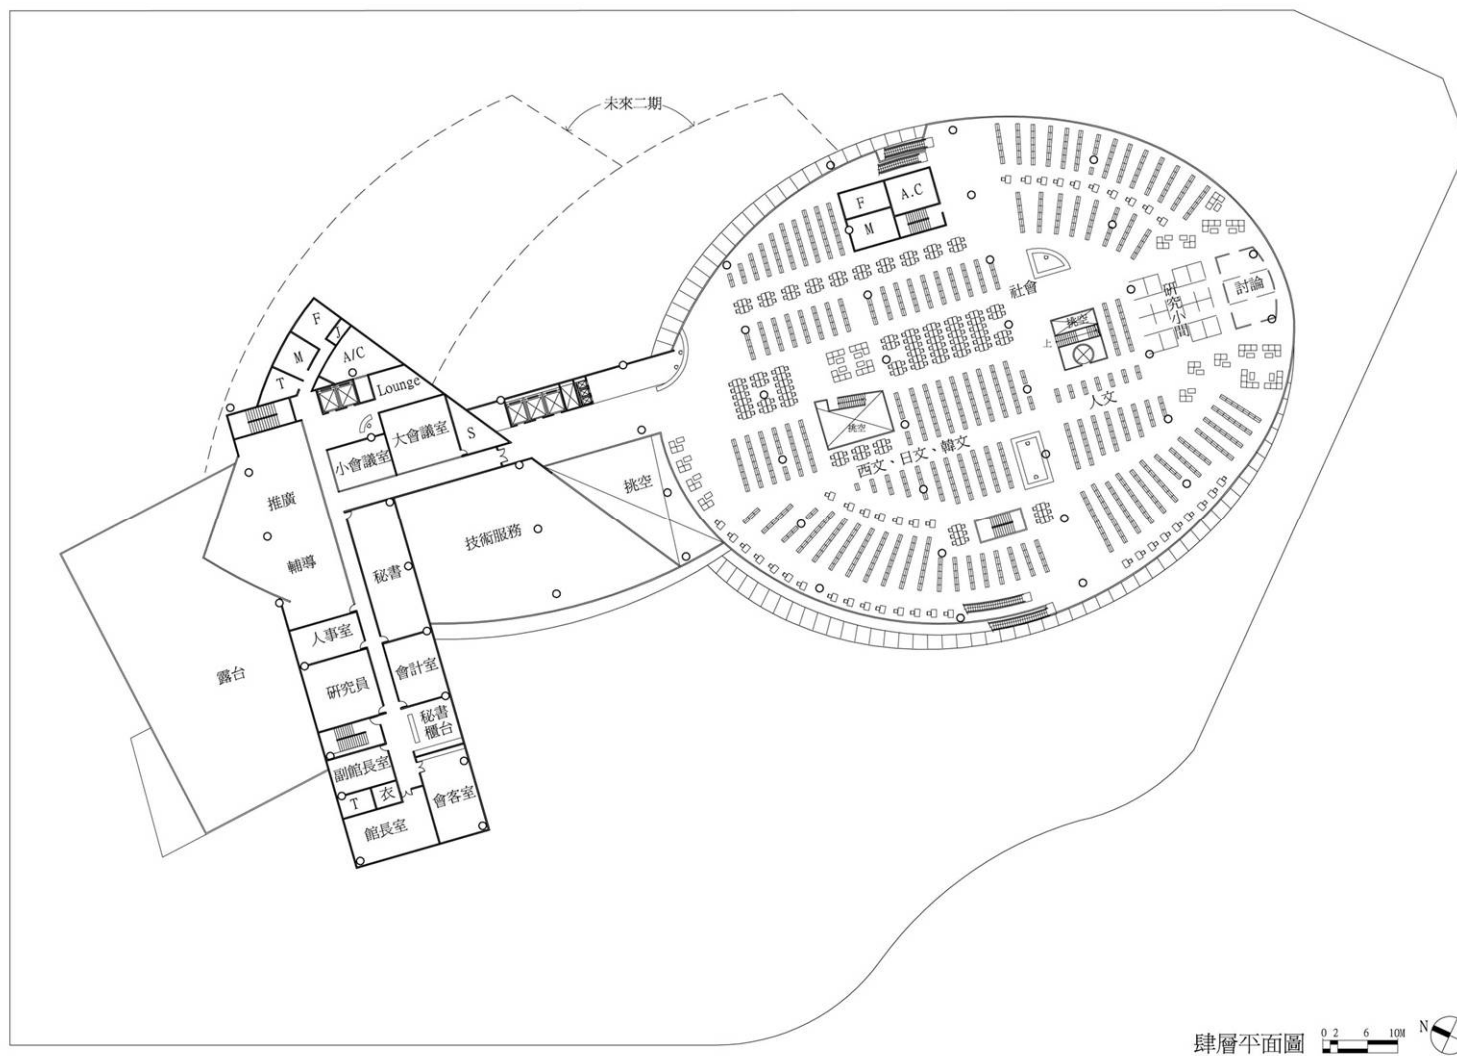 未來二期
F
A.C
M
社會
研究小間
討論
挑空
上
人文
挑空
西文、日文、韓文
F
J
M
A/C
T
Lounge
大會議室
S
小會議室
挑空
推廣
技術服務
輔導
秘書
人事室
露台
會計室
研究員
秘書
櫃台
副館長室
T
衣
會客室
入
館長室
肆層平面圖
0 2 6 10M
N